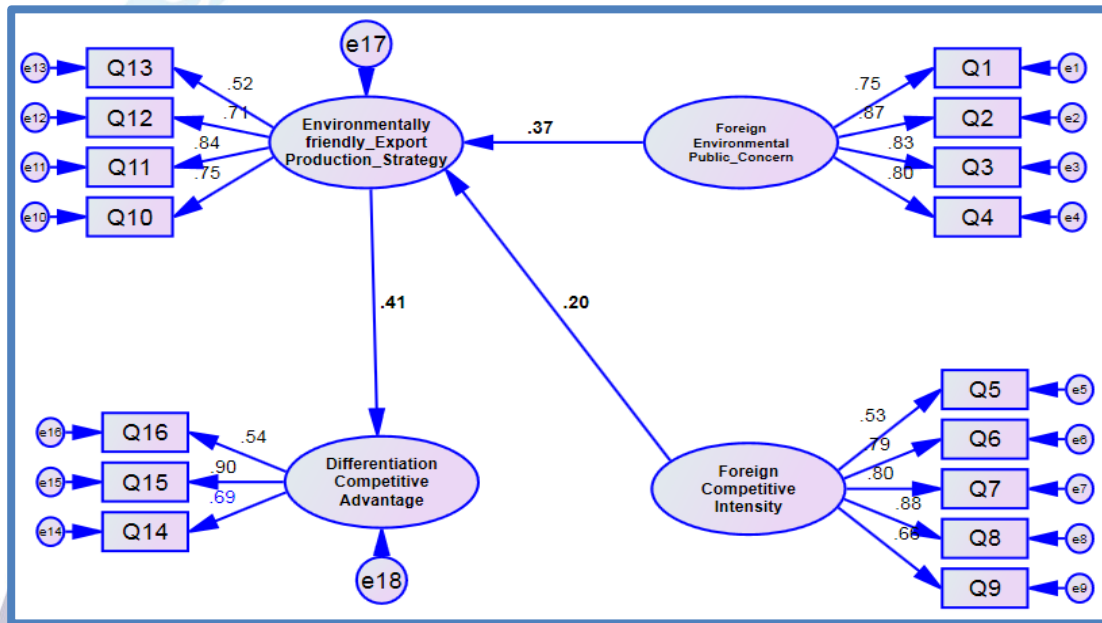 e17
e13
Q13
.52
e12
Q12
.71
e11
Q11
.84
e10
Q10
.75
Environmentally
friendly_Export
Production_Strategy
.37
Foreign
Environmental
Public_Concern
.75
Q1
e1
.87
Q2
e2
.83
Q3
e3
.80
Q4
e4
.41
.20
e16
Q16
.54
e15
Q15
.90
e14
Q14
.69
Differentiation
Competitive
Advantage
e18
Foreign
Competitive
Intensity
.53
Q5
e5
.79
Q6
e6
.80
Q7
e7
.88
Q8
e8
Q9
e9